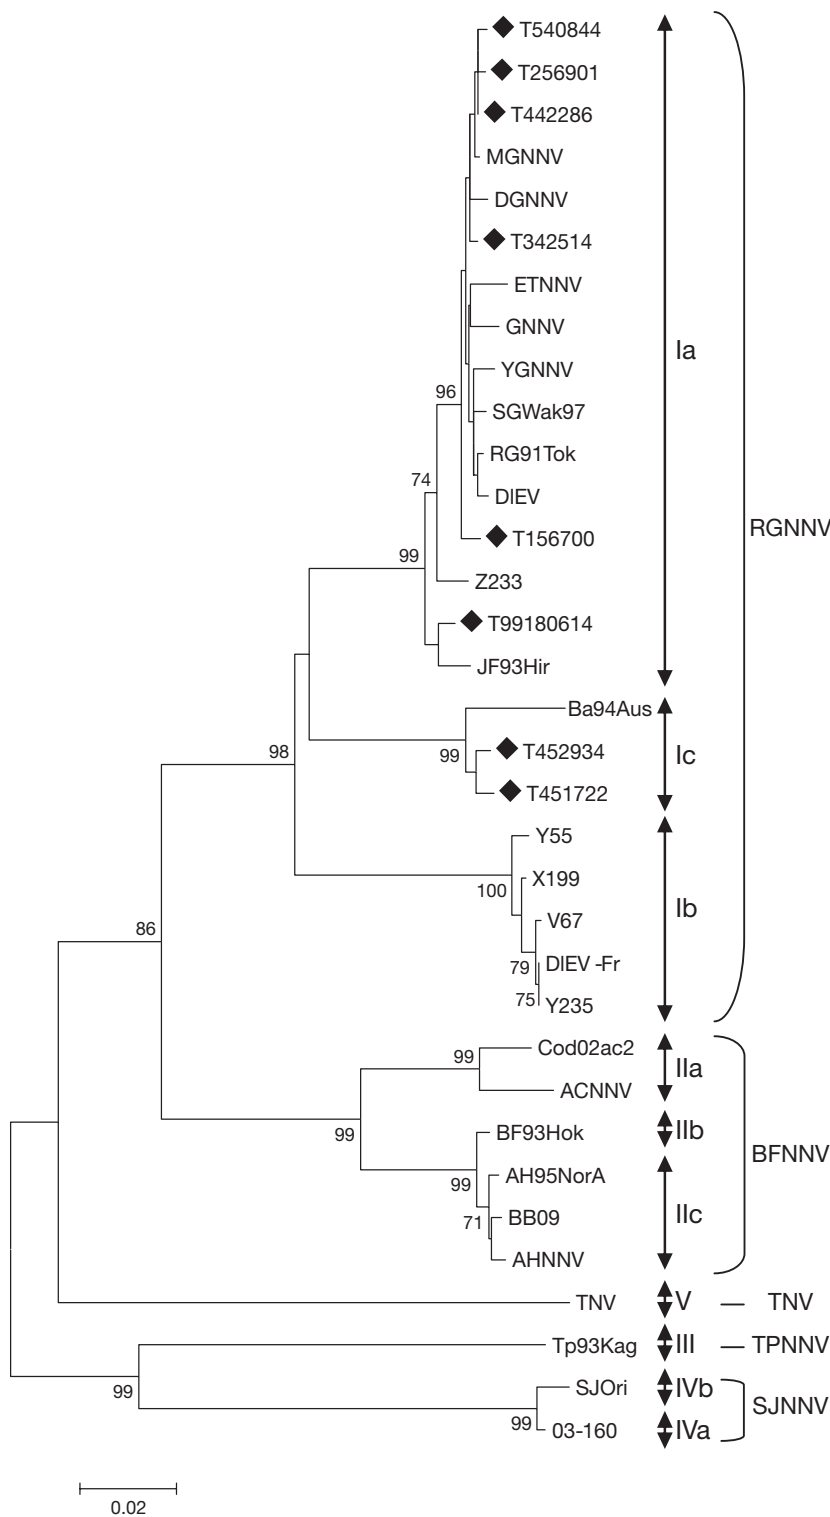 T540844
T256901
T442286
MGNNV
DGNNV
T342514
ETNNV
GNNV
Ia
YGNNV
96
SGWak97
RG91Tok
74
DIEV
RGNNV
T156700
99
Z233
T99180614
JF93Hir
Ba94Aus
98
99
T452934
Ic
T451722
Y55
100
X199
Ib
V67
86
79
DIEV -Fr
75
Y235
99
Cod02ac2
IIa
ACNNV
99
BF93Hok
IIb
BFNNV
99
AH95NorA
71
BB09
IIc
AHNNV
TNV
V
TNV
Tp93Kag
III
TPNNV
99
SJOri
IVb
SJNNV
99
03-160
IVa
0.02